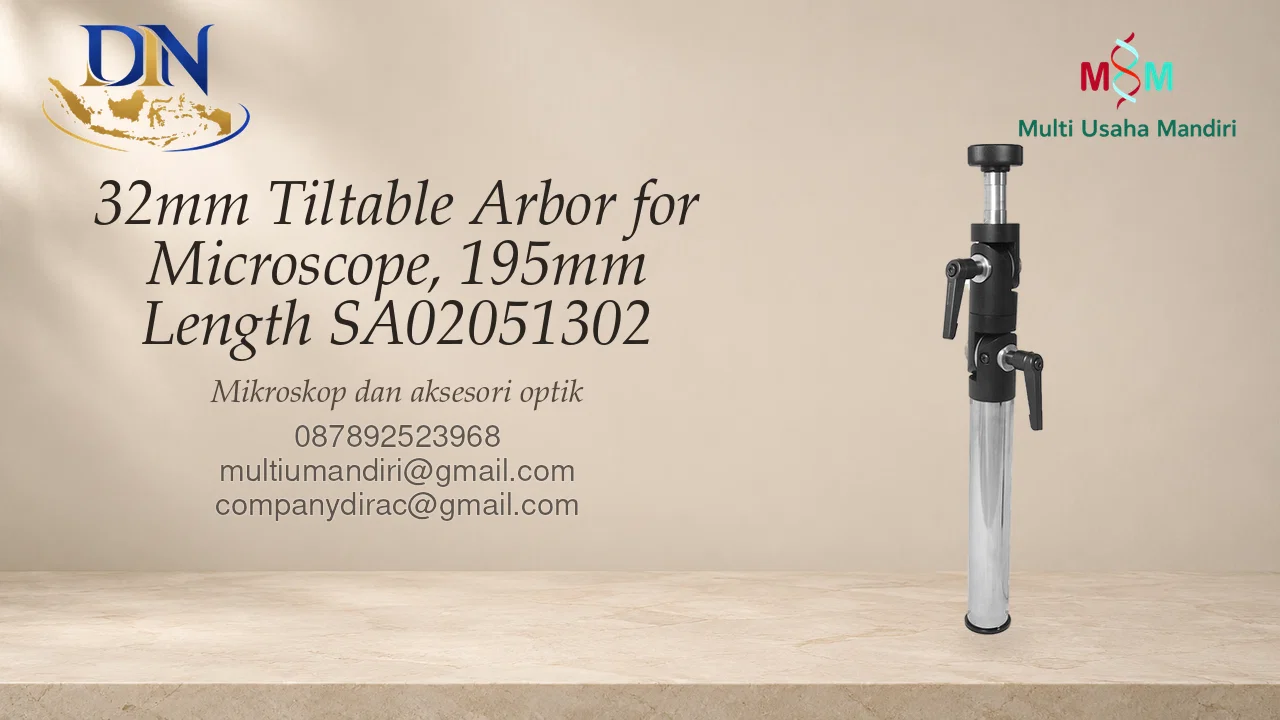 DN
M M
Multi Usaha Mandiri
32mm Tiltable Arbor for
Microscope, 195mm
Length SA02051302
Mikroskop dan aksesori optik
087892523968
multiumandiri@gmail.com
companydirac@gmail.com